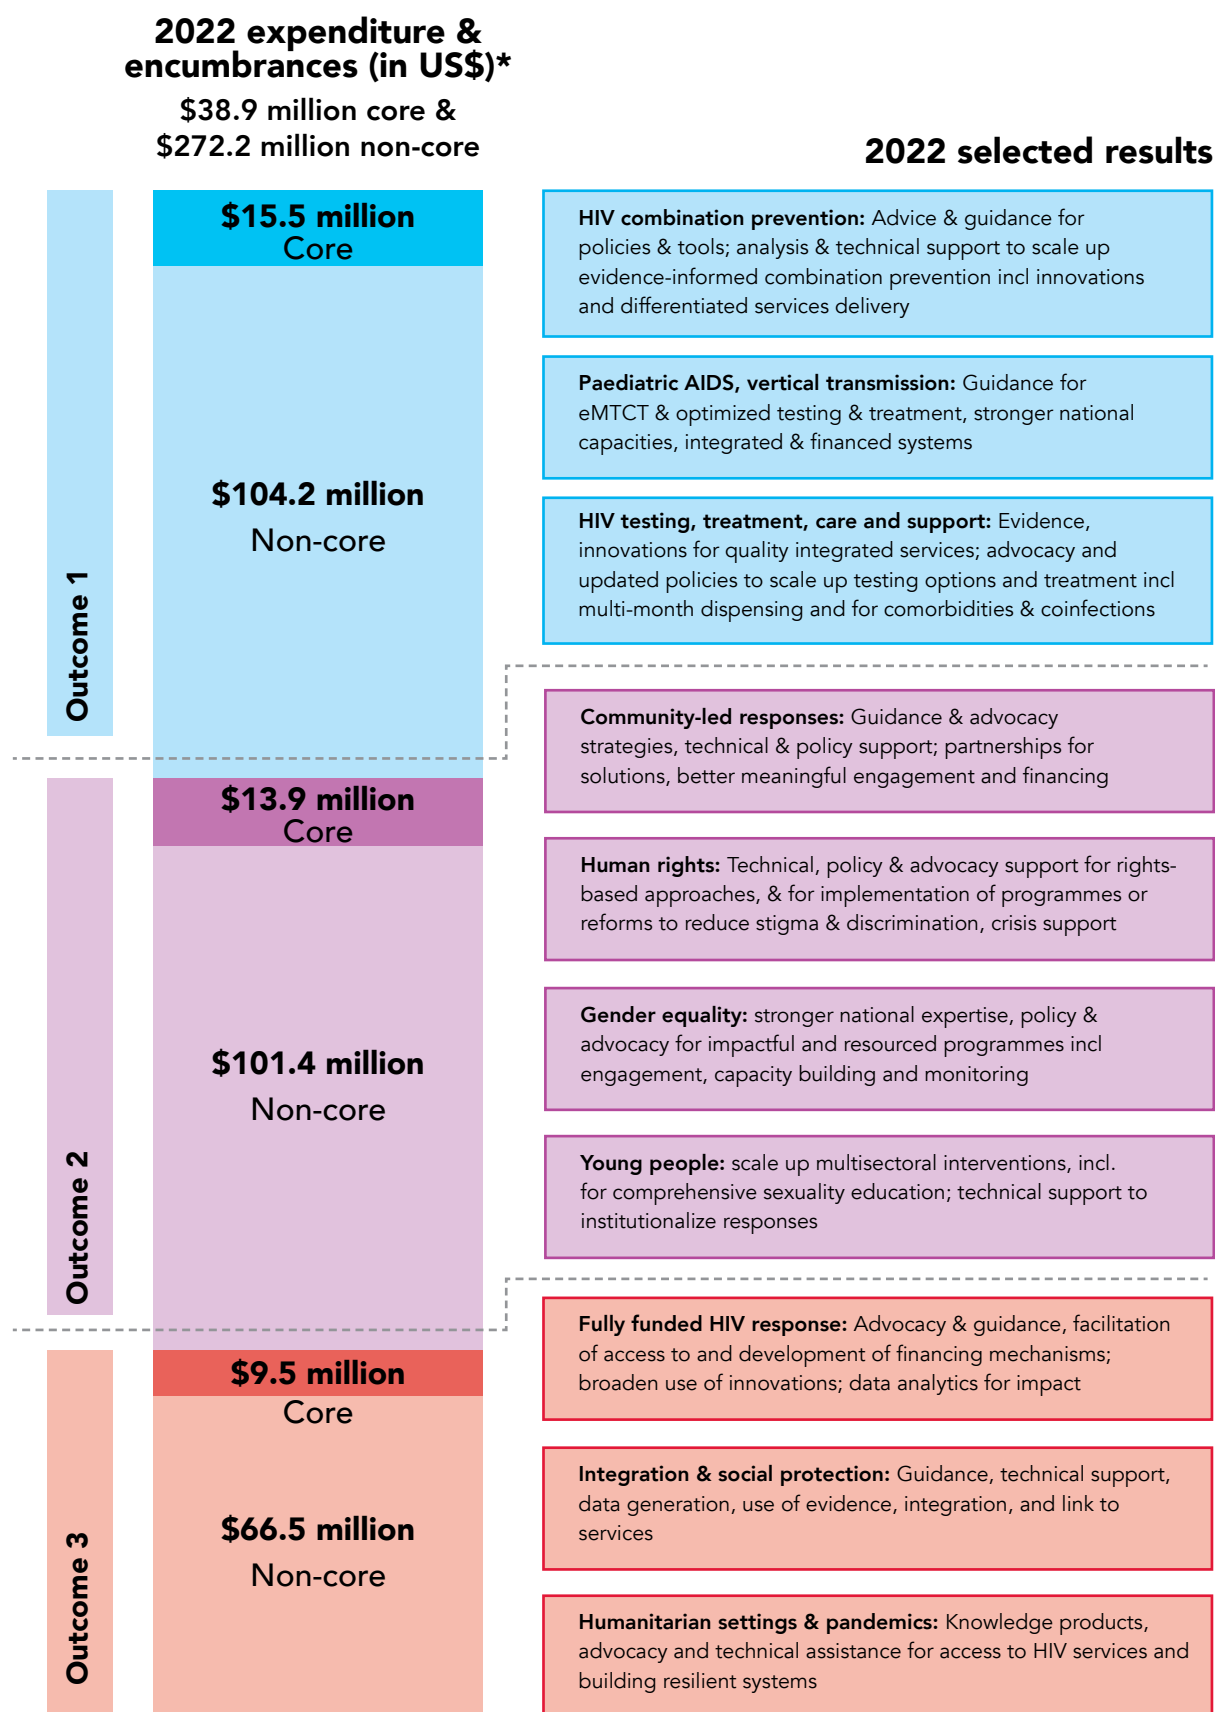 2022 expenditure &
encumbrances (in US$)*
$38.9 million core &
$272.2 million non-core
2022 selected results
Outcome 1
$15.5 million
Core
$104.2 million
Non-core
HIV combination prevention: Advice & guidance for
policies & tools; analysis & technical support to scale up
evidence-informed combination prevention incl innovations
and differentiated services delivery
Paediatric AIDS, vertical transmission: Guidance for
eMTCT & optimized testing & treatment, stronger national
capacities, integrated & financed systems
HIV testing, treatment, care and support: Evidence,
innovations for quality integrated services; advocacy and
updated policies to scale up testing options and treatment incl
multi-month dispensing and for comorbidities & coinfections
Outcome 2
$13.9 million
Core
$101.4 million
Non-core
Community-led responses: Guidance & advocacy
strategies, technical & policy support; partnerships for
solutions, better meaningful engagement and financing
Human rights: Technical, policy & advocacy support for rights-
based approaches, & for implementation of programmes or
reforms to reduce stigma & discrimination, crisis support
Gender equality: stronger national expertise, policy &
advocacy for impactful and resourced programmes incl
engagement, capacity building and monitoring
Young people: scale up multisectoral interventions, incl.
for comprehensive sexuality education; technical support to
institutionalize responses
Outcome 3
$9.5 million
Core
$66.5 million
Non-core
Fully funded HIV response: Advocacy & guidance, facilitation
of access to and development of financing mechanisms;
broaden use of innovations; data analytics for impact
Integration & social protection: Guidance, technical support,
data generation, use of evidence, integration, and link to
services
Humanitarian settings & pandemics: Knowledge products,
advocacy and technical assistance for access to HIV services and
building resilient systems